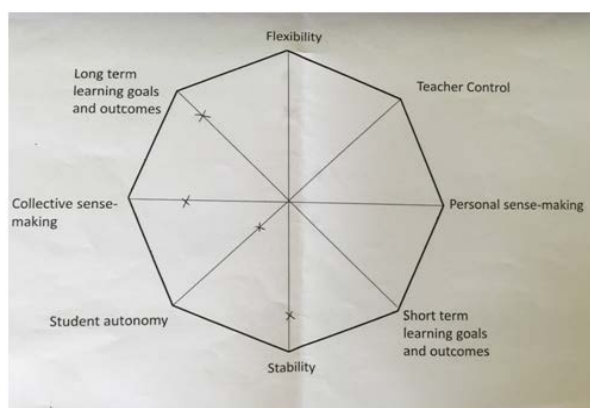 Flexibility
Long term
learning goals
and outcomes
Teacher Control
Collective sense-
making
Personal sense-making
Student autonomy
Short term
learning goals
and outcomes
Stability